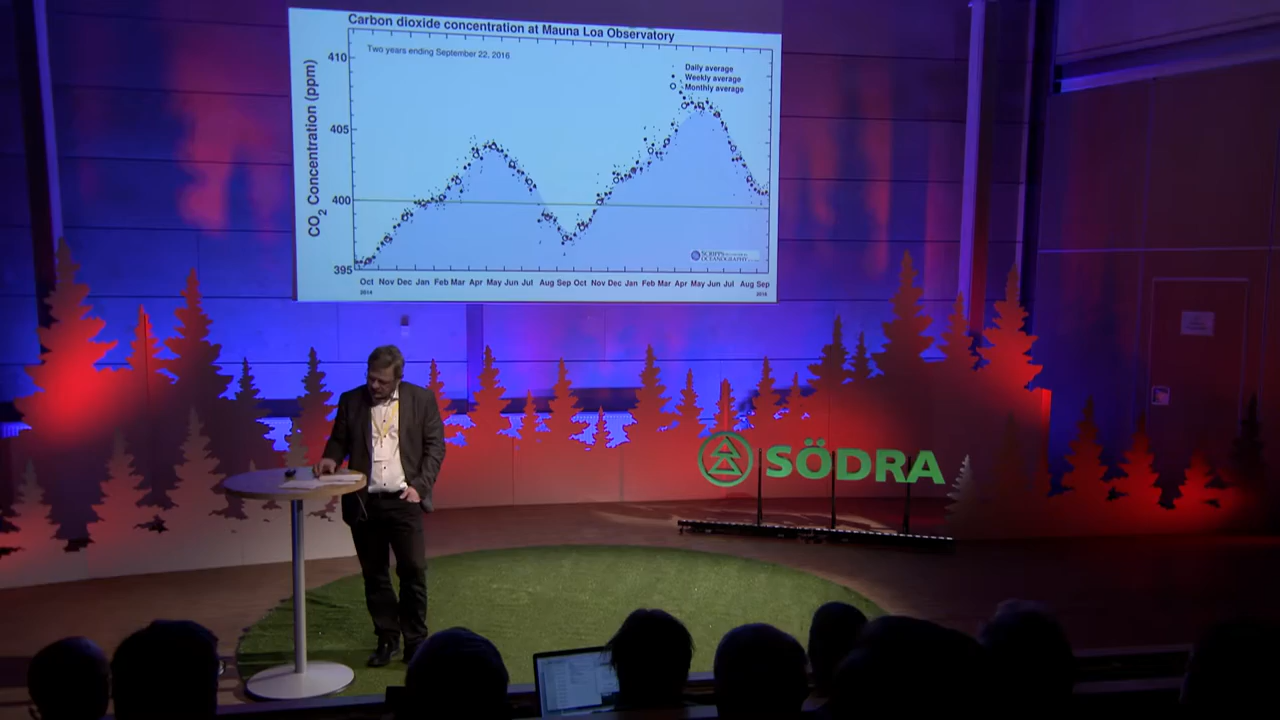 Carbon dioxide concentration at Mauna Loa Observatory
Two years ending September 22, 2016
Daily average
Weekly average
Monthly average
CO2 Concentration (ppm)
410
405
400
395
SCRIPPS
OCEANOGRAPHY
Oct Nov Dec Jan Feb Mar Apr May Jun Jul Aug Sep Oct Nov Dec Jan Feb Mar Apr May Jun Jul Aug Sep
2014
2016
SÖDRA